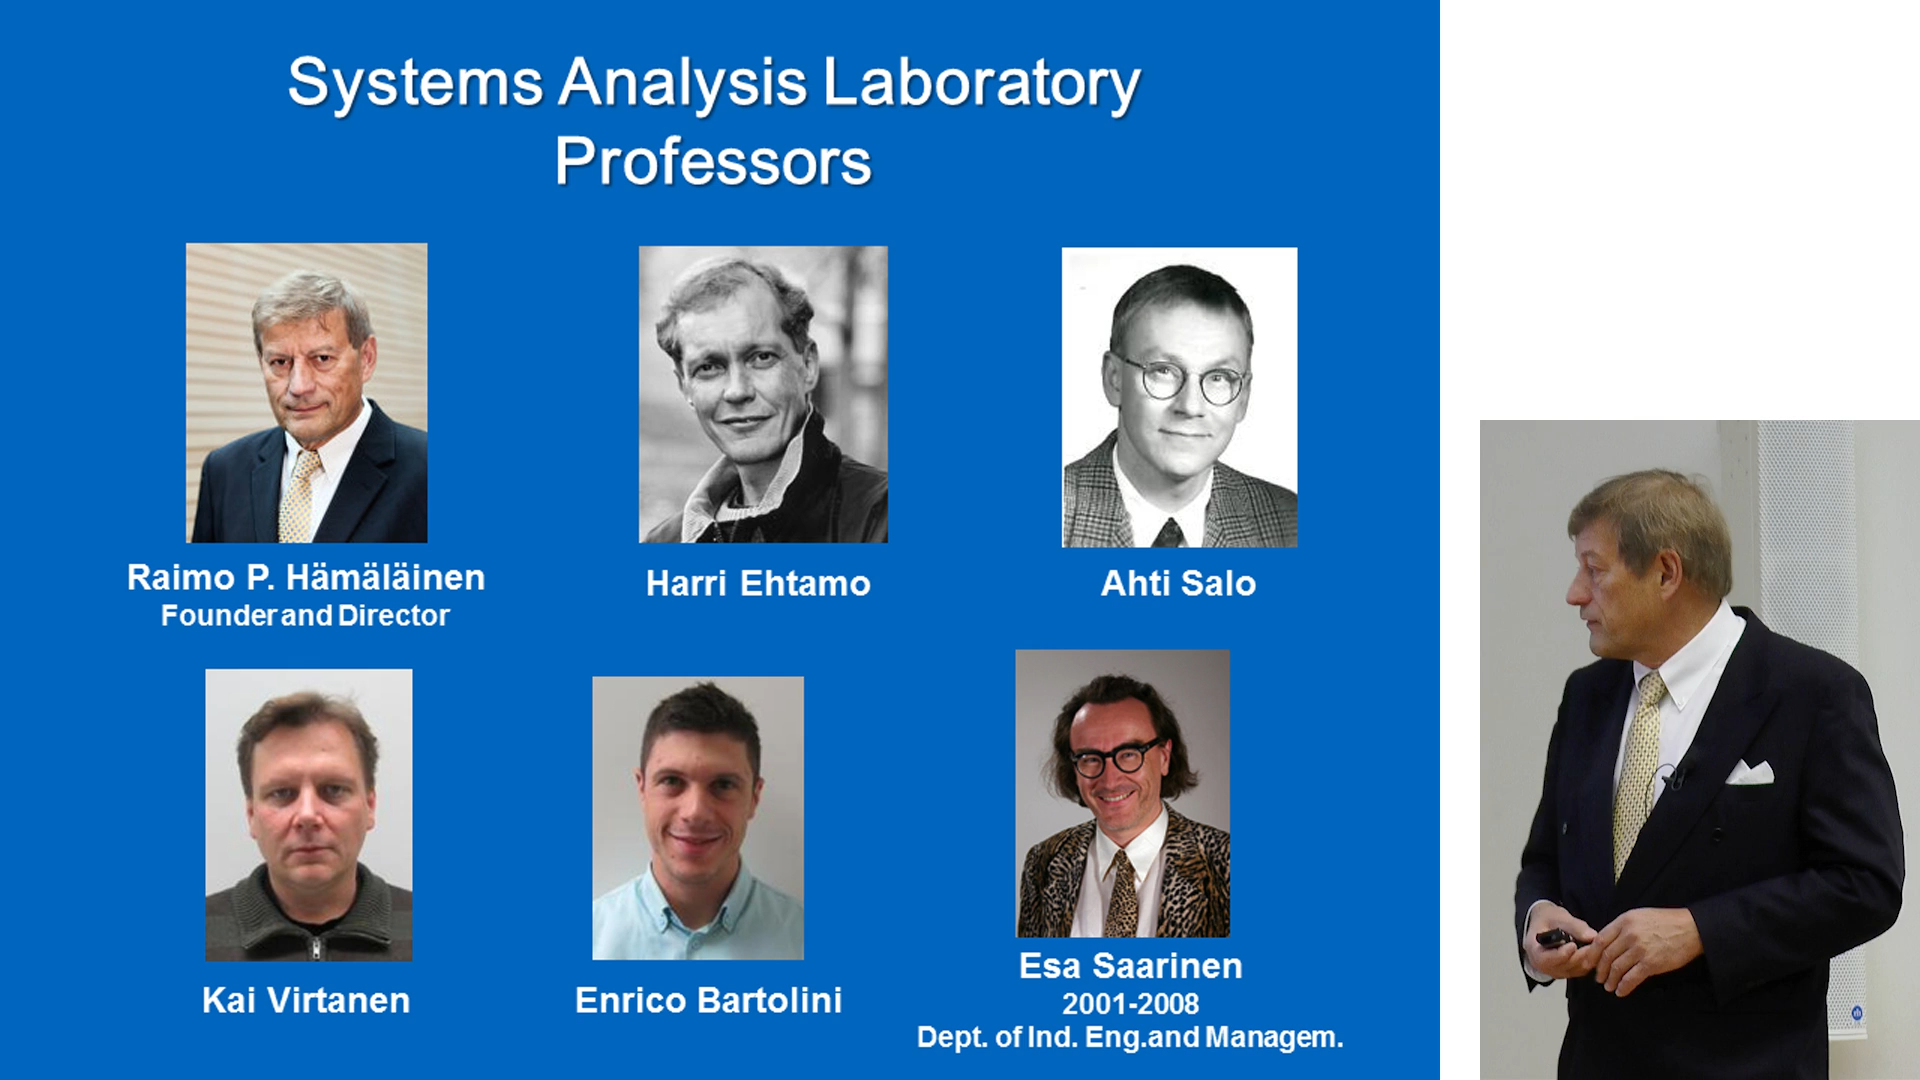 Systems Analysis Laboratory
Professors
Raimo P. Hämäläinen
Founder and Director
Harri Ehtamo
Ahti Salo
Kai Virtanen
Enrico Bartolini
Esa Saarinen
2001-2008
Dept. of Ind. Eng.and Managem.